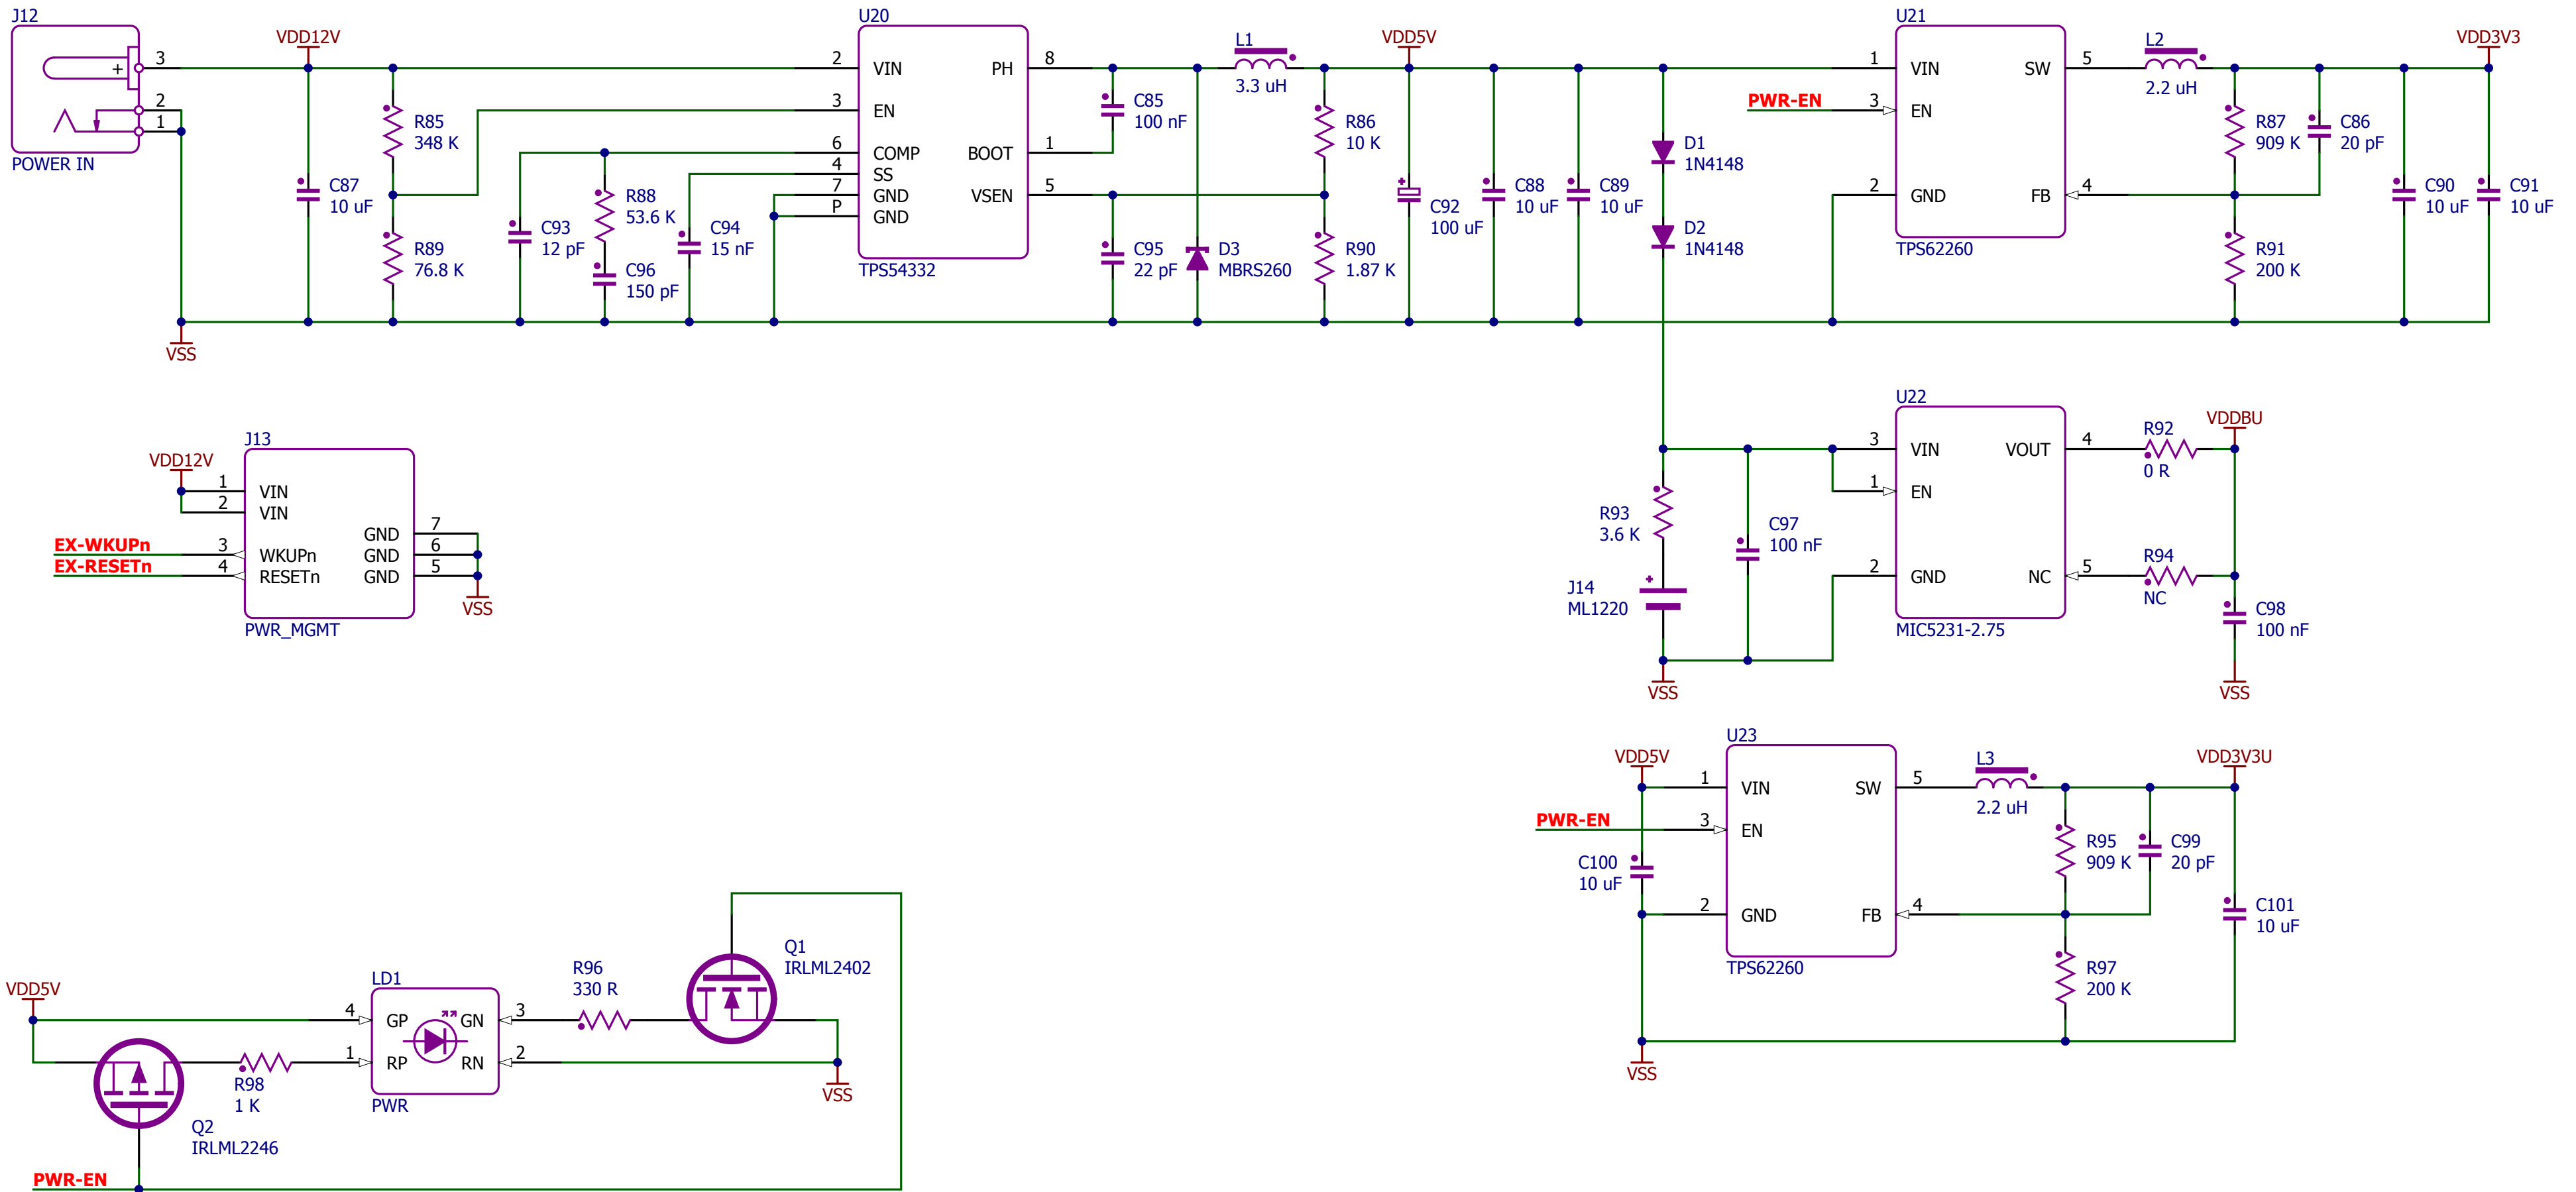 J12
3
+
2
1
POWER IN
VDD12V
R85
348 K
C87
10 uF
R89
76.8 K
VSS
C93
12 pF
R88
53.6 K
C96
150 pF
C94
15 nF
U20
2 VIN PH 8
3 EN
6 COMP BOOT 1
4 SS
7 GND VSEN 5
P GND
TPS54332
L1
3.3 uH
C85
100 nF
C95
22 pF
D3
MBRS260
R86
10 K
R90
1.87 K
VDD5V
C92
100 uF
C88
10 uF
C89
10 uF
D1
1N4148
D2
1N4148
U21
1 VIN SW 5
PWR-EN 3 EN
2 GND FB 4
TPS62260
L2
2.2 uH
R87
909 K
C86
20 pF
R91
200 K
VDD3V3
C90
10 uF
C91
10 uF
J13
VDD12V
1 VIN
2 VIN
GND 7
EX-WKUPn 3 WKUPn GND 6
EX-RESETn 4 RESETn GND 5
VSS
PWR_MGMT
U22
3 VIN VOUT 4
1 EN
2 GND NC 5
MIC5231-2.75
R92
0 R
VDDBU
R94
NC
C98
100 nF
VSS
R93
3.6 K
C97
100 nF
J14
ML1220
VSS
U23
VDD5V
1 VIN SW 5
PWR-EN 3 EN
2 GND FB 4
TPS62260
C100
10 uF
L3
2.2 uH
VDD3V3U
R95
909 K
C99
20 pF
C101
10 uF
R97
200 K
VSS
Q1
IRLML2402
R96
330 R
LD1
VDD5V
4 GP GN 3
1 RP RN 2
PWR
R98
1 K
VSS
Q2
IRLML2246
PWR-EN